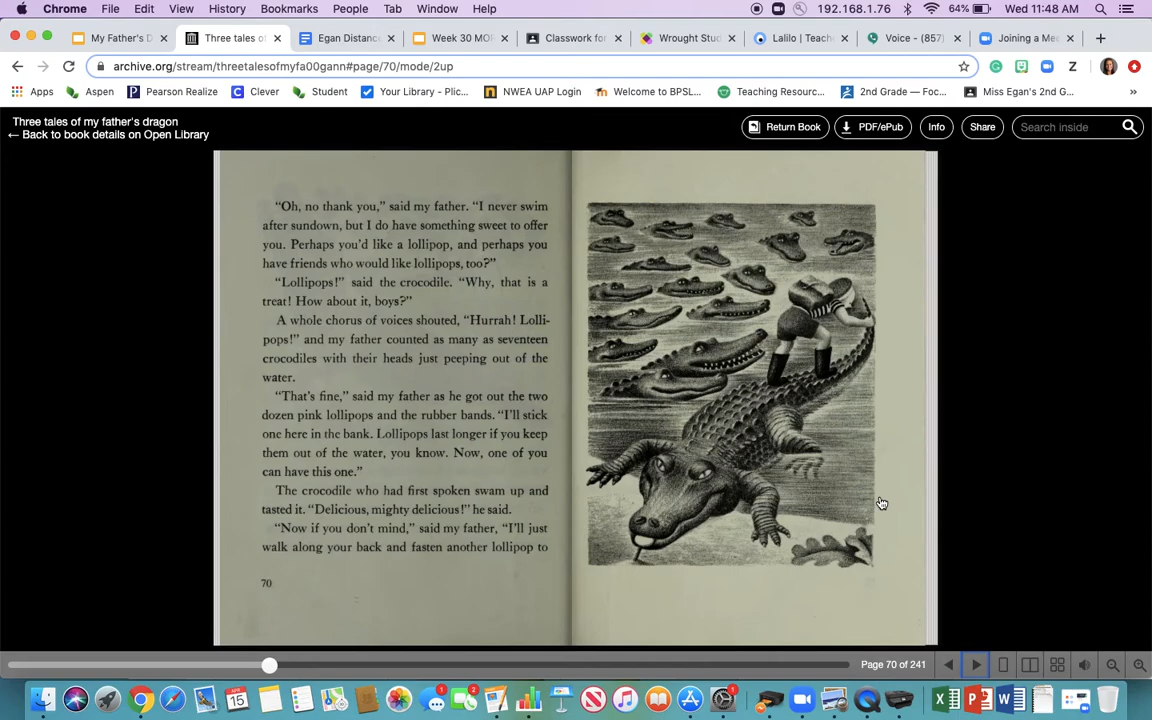 Chrome File Edit View History Bookmarks People Tab Window Help 192.168.1.76 64% Wed 11:48 AM
My Father's D Three tales of Egan Distance Week 30 MOR Classwork for Wrought Stud Lalilo | Teach Voice - (857) Joining a Mee
archive.org/stream/threetalesofmyfa00gann#page/70/mode/2up
Apps Aspen Pearson Realize Clever Student Your Library - Plic... NWEA UAP Login Welcome to BPSL... Teaching Resourc... 2nd Grade — Foc... Miss Egan's 2nd G...
Three tales of my father's dragon
← Back to book details on Open Library
Return Book PDF/ePub Info Share Search inside
“Oh, no thank you,” said my father. “I never swim
after sundown, but I do have something sweet to offer
you. Perhaps you’d like a lollipop, and perhaps you
have friends who would like lollipops, too?”
“Lollipops!” said the crocodile. “Why, that is a
treat! How about it, boys?”
A whole chorus of voices shouted, “Hurrah! Lolli-
pops!” and my father counted as many as seventeen
crocodiles with their heads just peeping out of the
water.
“That’s fine,” said my father as he got out the two
dozen pink lollipops and the rubber bands. “I’ll stick
one here in the bank. Lollipops last longer if you keep
them out of the water, you know. Now, one of you
can have this one.”
The crocodile who had first spoken swam up and
tasted it. “Delicious, mighty delicious!” he said.
“Now if you don’t mind,” said my father, “I’ll just
walk along your back and fasten another lollipop to
70
Page 70 of 241
APR 15 1 2 1 1